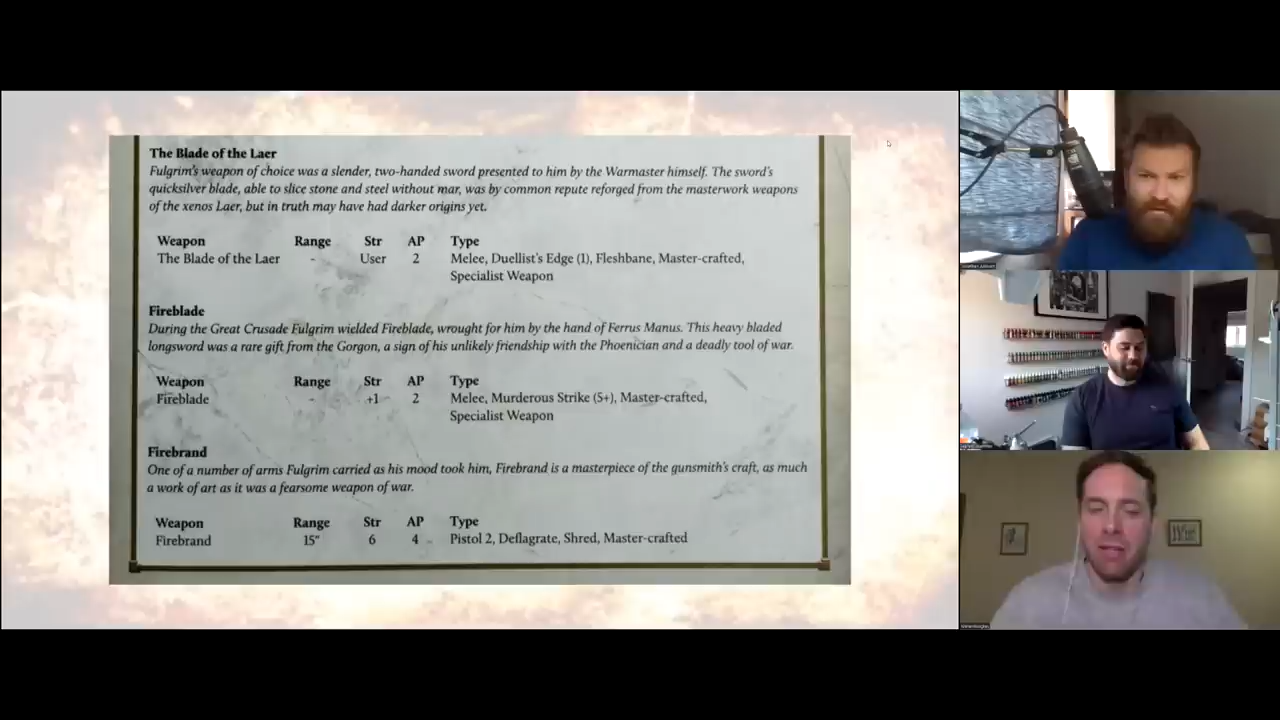 The Blade of the Laer
Fulgrim's weapon of choice was a slender, two-handed sword presented to him by the Warmaster himself. The sword's
quicksilver blade, able to slice stone and steel without mar, was by common repute reforged from the masterwork weapons
of the xenos Laer, but in truth may have had darker origins yet.
Weapon Range Str AP Type
The Blade of the Laer - User 2 Melee, Duellist's Edge (1), Fleshbane, Master-crafted,
Specialist Weapon
Fireblade
During the Great Crusade Fulgrim wielded Fireblade, wrought for him by the hand of Ferrus Manus. This heavy bladed
longsword was a rare gift from the Gorgon, a sign of his unlikely friendship with the Phoenician and a deadly tool of war.
Weapon Range Str AP Type
Fireblade - +1 2 Melee, Murderous Strike (5+), Master-crafted,
Specialist Weapon
Firebrand
One of a number of arms Fulgrim carried as his mood took him, Firebrand is a masterpiece of the gunsmith's craft, as much
a work of art as it was a fearsome weapon of war.
Weapon Range Str AP Type
Firebrand 15" 6 4 Pistol 2, Deflagrate, Shred, Master-crafted